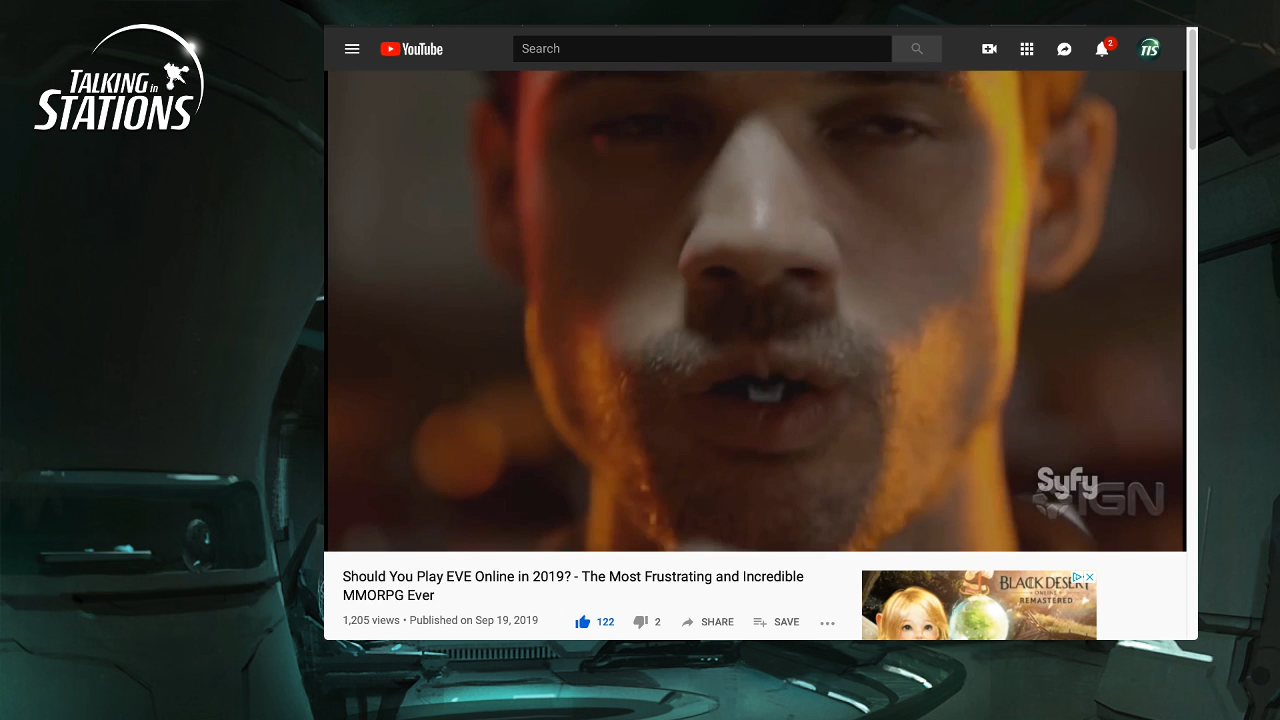 TALKING in
STATIONS
YouTube
Search
2
TIS
Syfy
IGN
Should You Play EVE Online in 2019? - The Most Frustrating and Incredible
MMORPG Ever
1,205 views • Published on Sep 19, 2019
122
2
SHARE
SAVE
BLACK DESERT
ONLINE
REMASTERED